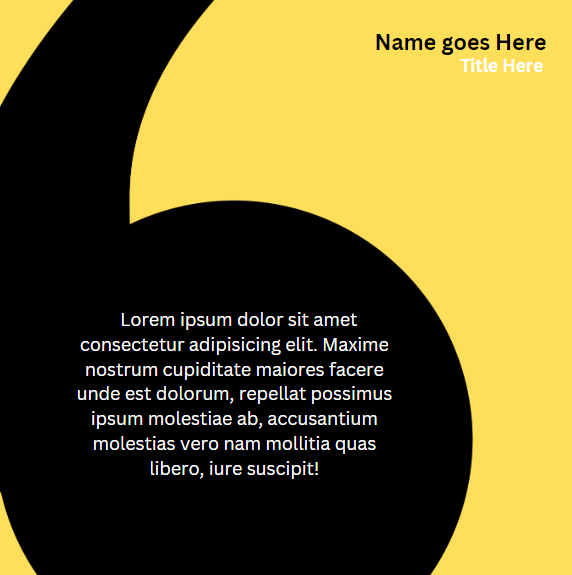 Name goes Here
Title Here
Lorem ipsum dolor sit amet
consectetur adipisicing elit. Maxime
nostrum cupiditate maiores facere
unde est dolorum, repellat possimus
ipsum molestiae ab, accusantium
molestias vero nam mollitia quas
libero, iure suscipit!